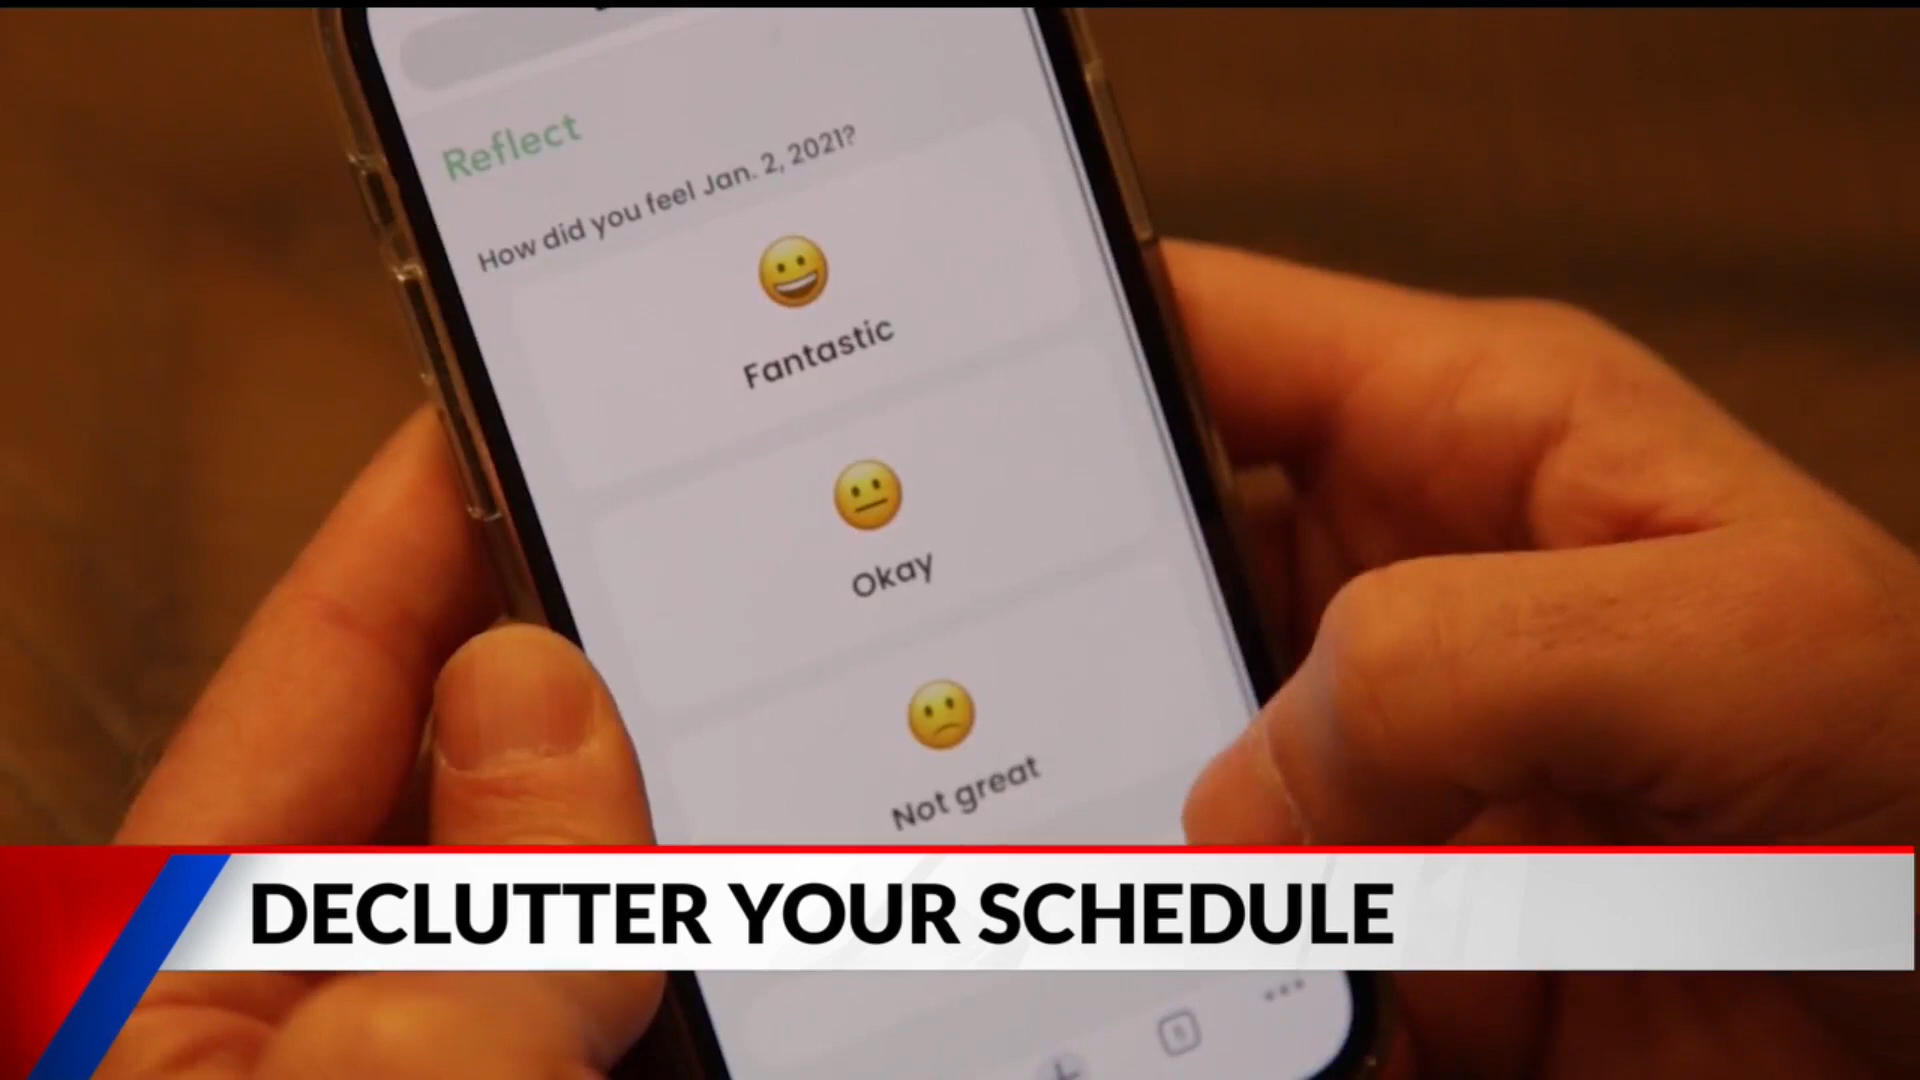 Reflect
How did you feel Jan. 2, 2021?
Fantastic
Okay
Not great
DECLUTTER YOUR SCHEDULE